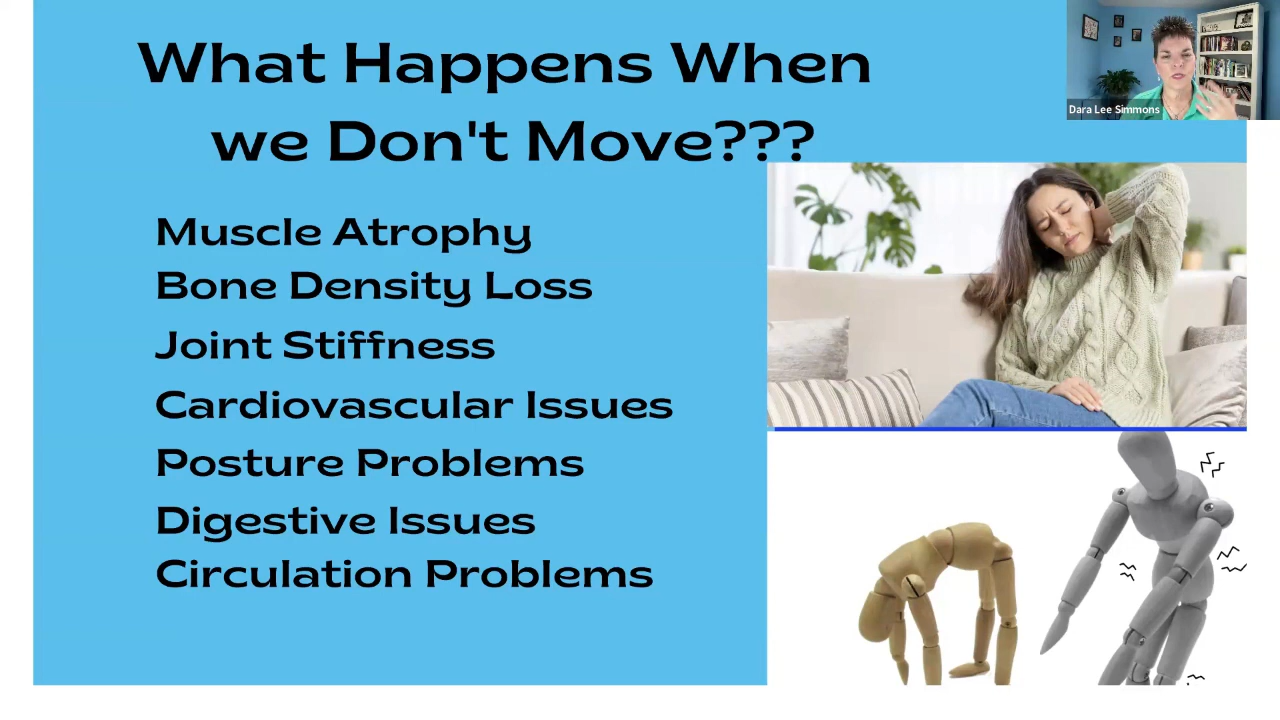 What Happens When
we Don't Move???
Dara Lee Simmons
Muscle Atrophy
Bone Density Loss
Joint Stiffness
Cardiovascular Issues
Posture Problems
Digestive Issues
Circulation Problems